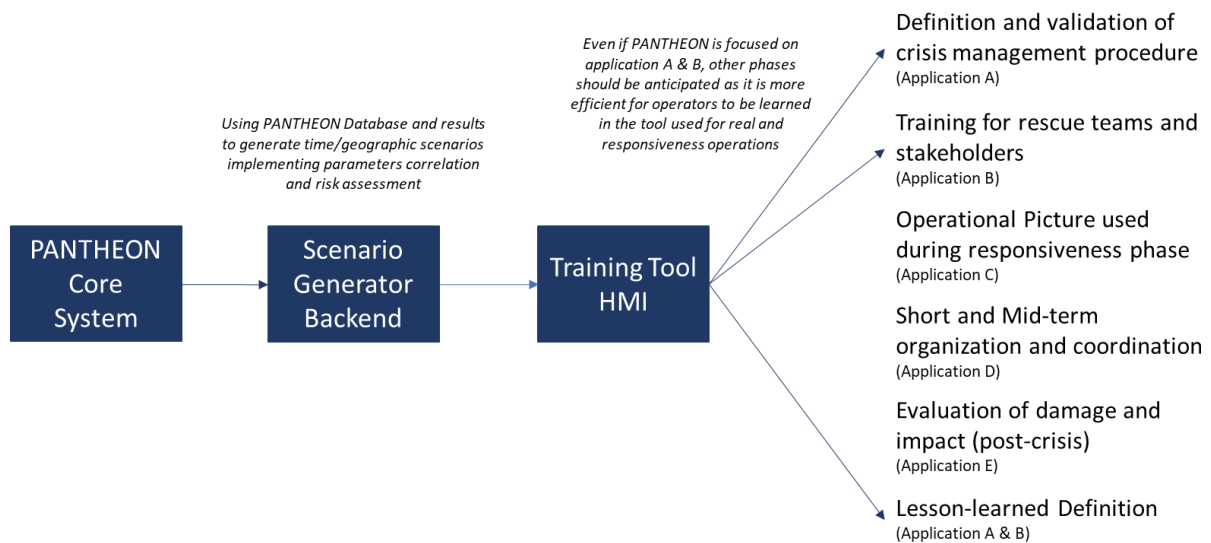 Even if PANTHEON is focused on
application A & B, other phases
should be anticipated as it is more
efficient for operators to be learned
in the tool used for real and
responsiveness operations
Using PANTHEON Database and results
to generate time/geographic scenarios
implementing parameters correlation
and risk assessment
PANTHEON
Core
System
Scenario
Generator
Backend
Training Tool
HMI
Definition and validation of
crisis management procedure
(Application A)
Training for rescue teams and
stakeholders
(Application B)
Operational Picture used
during responsiveness phase
(Application C)
Short and Mid-term
organization and coordination
(Application D)
Evaluation of damage and
impact (post-crisis)
(Application E)
Lesson-learned Definition
(Application A & B)